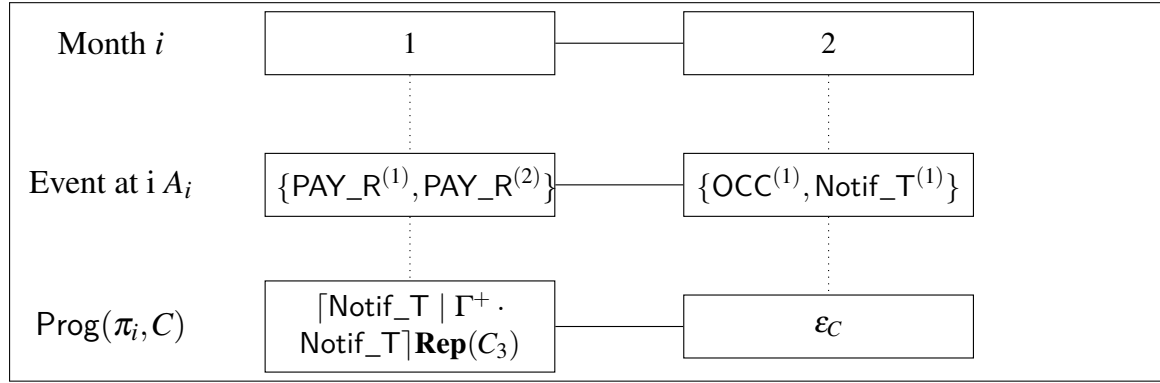 Month i 1 2
Event at i A_i {PAY_R^(1), PAY_R^(2)} {OCC^(1), Notif_T^(1)}
Prog(π_i, C) ⌈Notif_T | Γ^+ · ε_C
Notif_T⌉Rep(C_3)